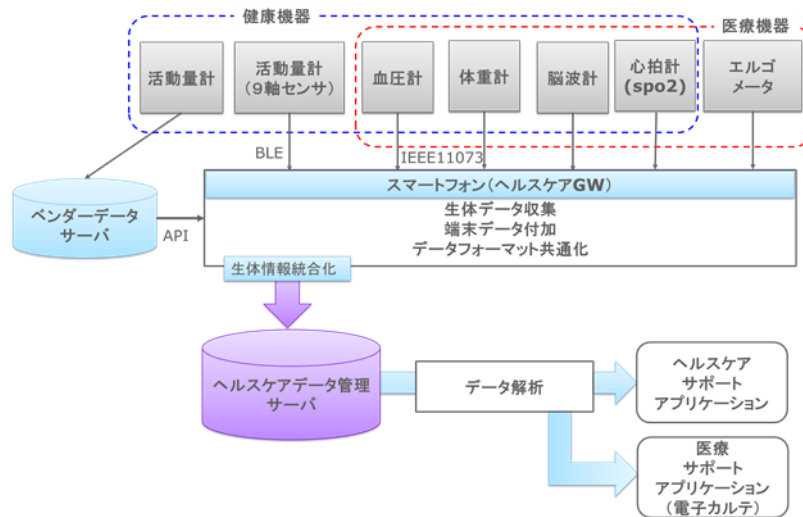 健康機器
医療機器
活動量計
活動量計
(9軸センサ)
血圧計
体重計
脳波計
心拍計
(spo2)
エルゴ
メータ
BLE
IEEE11073
ベンダーデータ
サーバ
API
スマートフォン(ヘルスケアGW)
生体データ収集
端末データ付加
データフォーマット共通化
生体情報統合化
ヘルスケアデータ管理
サーバ
データ解析
ヘルスケア
サポート
アプリケーション
医療
サポート
アプリケーション
(電子カルテ)